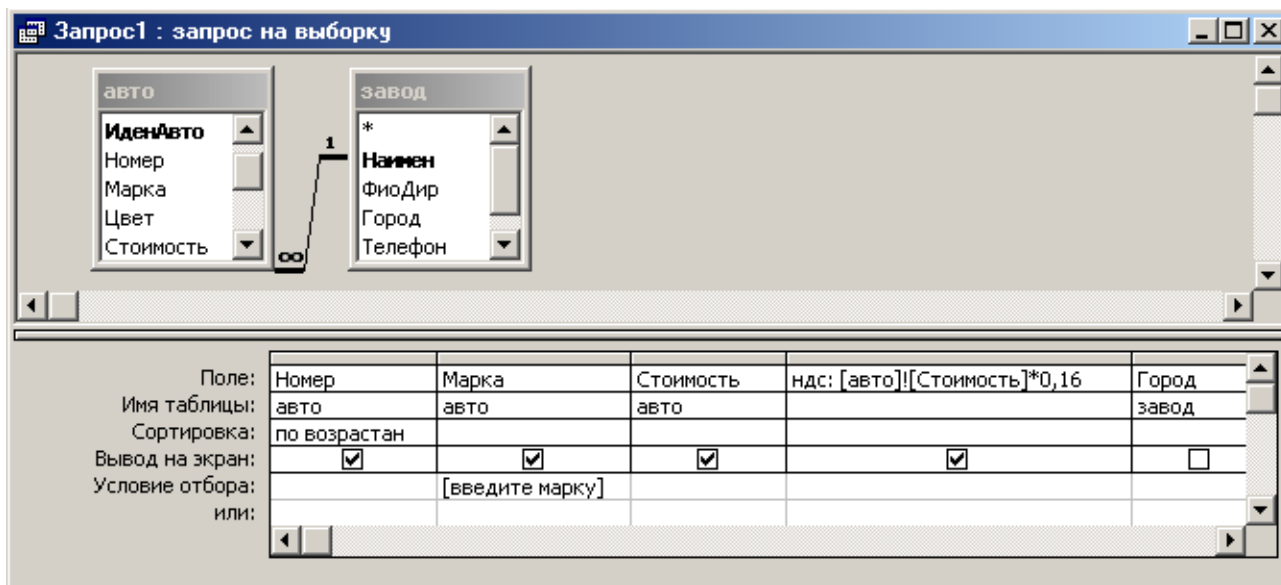 Запрос1 : запрос на выборку
авто
ИденАвто
Номер
Марка
Цвет
Стоимость
завод
*
Наимен
ФиоДир
Город
Телефон
1
∞
Поле: Номер Марка Стоимость ндс: [авто]![Стоимость]*0,16 Город
Имя таблицы: авто авто авто завод
Сортировка: по возрастан
Вывод на экран:
Условие отбора: [введите марку]
или: